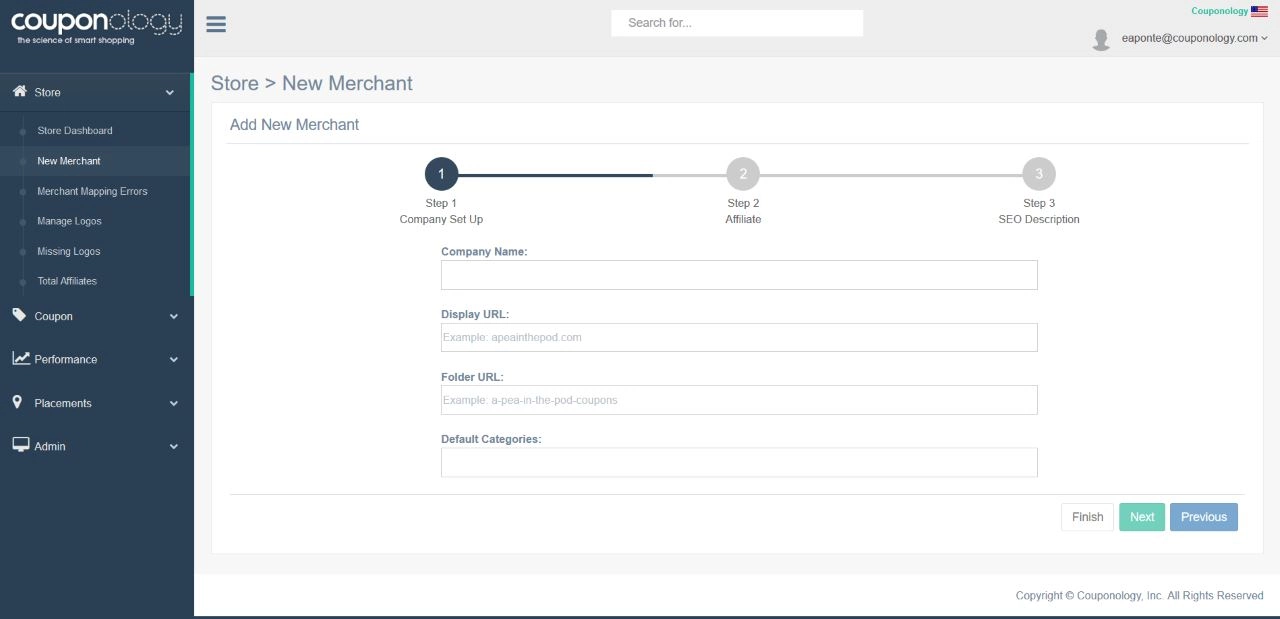 couponology
the science of smart shopping
Search for...
Couponology
eaponte@couponology.com
Store
Store Dashboard
New Merchant
Merchant Mapping Errors
Manage Logos
Missing Logos
Total Affiliates
Coupon
Performance
Placements
Admin
Store > New Merchant
Add New Merchant
1 2 3
Step 1 Step 2 Step 3
Company Set Up Affiliate SEO Description
Company Name:
Display URL:
Example: apeainthepod.com
Folder URL:
Example: a-pea-in-the-pod-coupons
Default Categories:
Finish Next Previous
Copyright © Couponology, Inc. All Rights Reserved